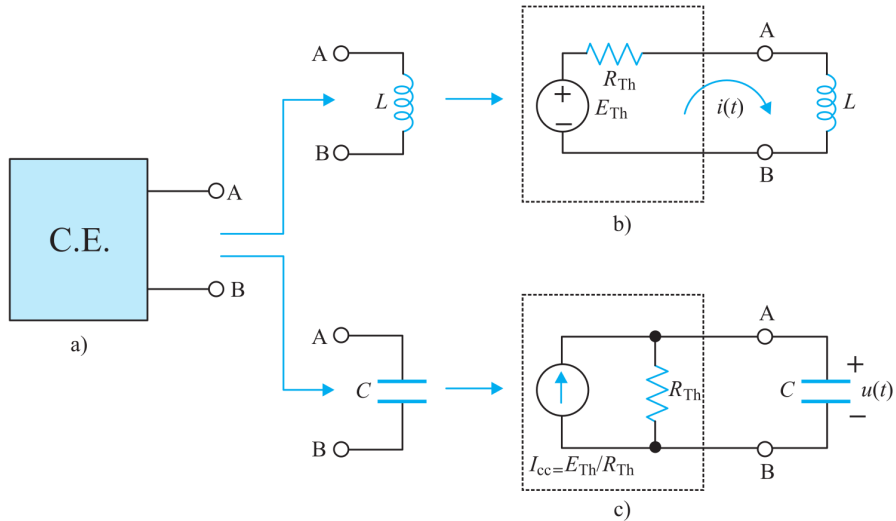 C.E.
A
B
a)
A
L
B
R_Th
E_Th
+
−
i(t)
A
L
B
b)
A
C
B
R_Th
I_cc=E_Th/R_Th
A
C
+
u(t)
−
B
c)